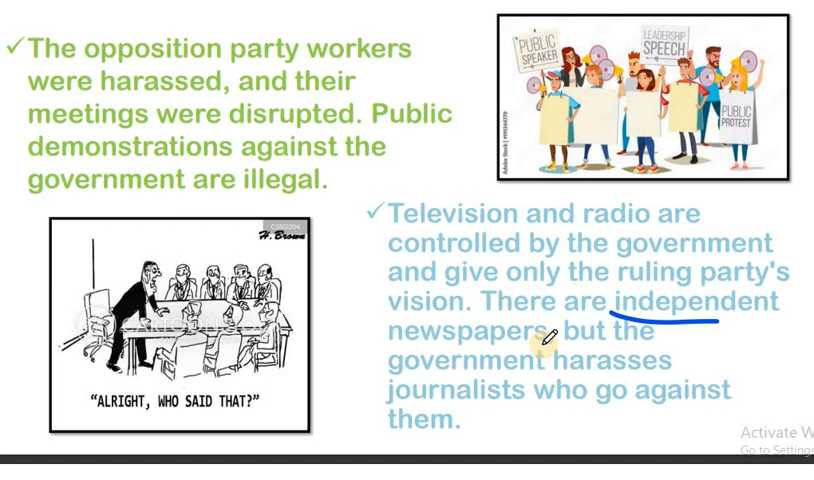 ✓The opposition party workers
were harassed, and their
meetings were disrupted. Public
demonstrations against the
government are illegal.
PUBLIC
SPEAKER
LEADERSHIP
SPEECH
PUBLIC
PROTEST
Adobe Stock
H. Brown
"ALRIGHT, WHO SAID THAT?"
✓Television and radio are
controlled by the government
and give only the ruling party's
vision. There are independent
newspapers, but the
government harasses
journalists who go against
them.
Activate W
Go to Settings